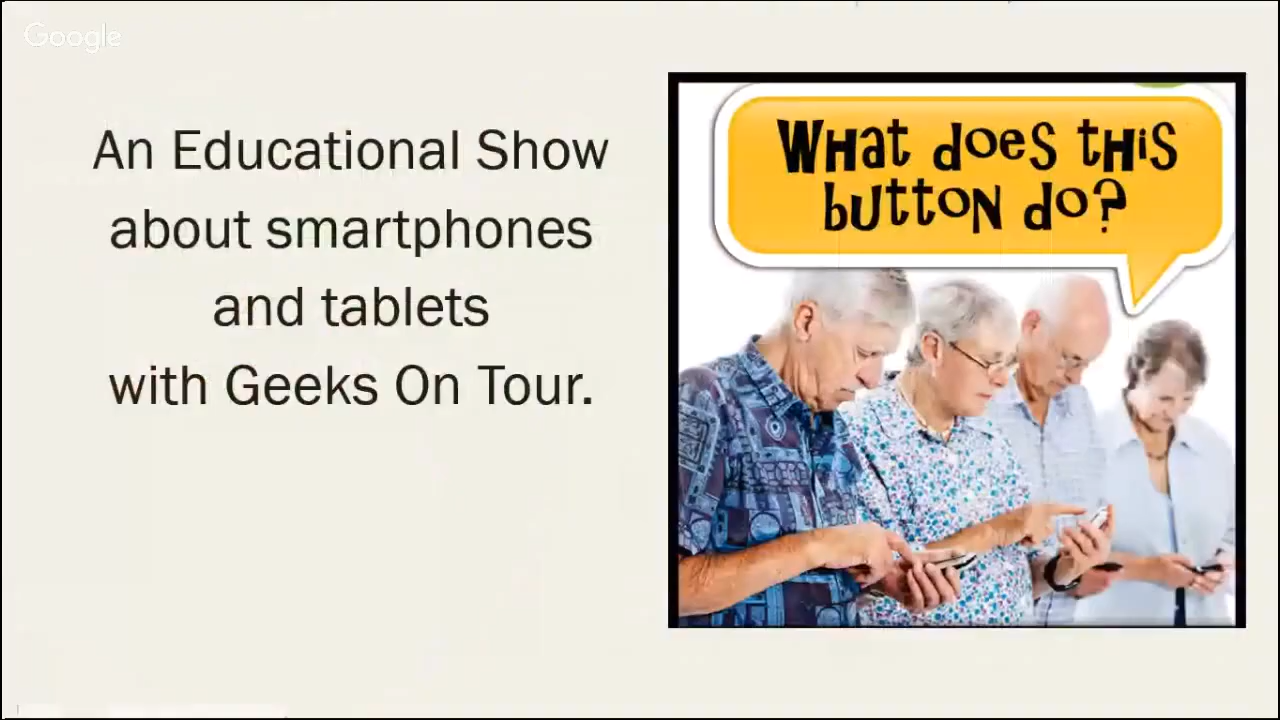 Google
An Educational Show
about smartphones
and tablets
with Geeks On Tour.
What does this
button do?